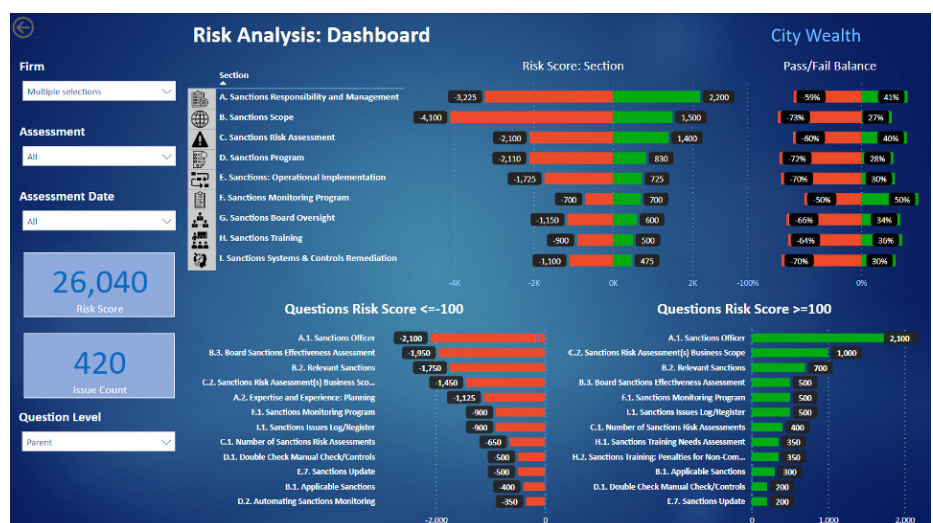 Risk Analysis: Dashboard
City Wealth
Firm
Multiple selections
Assessment
All
Assessment Date
All
26,040
Risk Score
420
Issue Count
Question Level
Parent
Section
Risk Score: Section
Pass/Fail Balance
A. Sanctions Responsibility and Management -3,225 2,200 -59% 41%
B. Sanctions Scope -4,100 1,500 -73% 27%
C. Sanctions Risk Assessment -2,100 1,400 -60% 40%
D. Sanctions Program -2,110 830 -72% 28%
E. Sanctions: Operational Implementation -1,725 725 -70% 30%
F. Sanctions Monitoring Program -700 700 -50% 50%
G. Sanctions Board Oversight -1,150 600 -66% 34%
H. Sanctions Training -900 500 -64% 36%
I. Sanctions Systems & Controls Remediation -1,100 475 -70% 30%
-4K -2K 0K 2K -100% 0%
Questions Risk Score <=-100
A.1. Sanctions Officer -2,100
B.3. Board Sanctions Effectiveness Assessment -1,950
B.2. Relevant Sanctions -1,750
C.2. Sanctions Risk Assessment(s) Business Sco... -1,450
A.2. Expertise and Experience: Planning -1,125
F.1. Sanctions Monitoring Program -900
I.1. Sanctions Issues Log/Register -900
C.1. Number of Sanctions Risk Assessments -650
D.1. Double Check Manual Check/Controls -500
E.7. Sanctions Update -500
B.1. Applicable Sanctions -400
D.2. Automating Sanctions Monitoring -350
-2,000 0
Questions Risk Score >=100
A.1. Sanctions Officer 2,100
C.2. Sanctions Risk Assessment(s) Business Scope 1,000
B.2. Relevant Sanctions 700
B.3. Board Sanctions Effectiveness Assessment 500
F.1. Sanctions Monitoring Program 500
I.1. Sanctions Issues Log/Register 500
C.1. Number of Sanctions Risk Assessments 400
H.1. Sanctions Training Needs Assessment 350
H.2. Sanctions Training: Penalties for Non-Com... 350
B.1. Applicable Sanctions 300
D.1. Double Check Manual Check/Controls 200
E.7. Sanctions Update 200
0 1,000 2,000